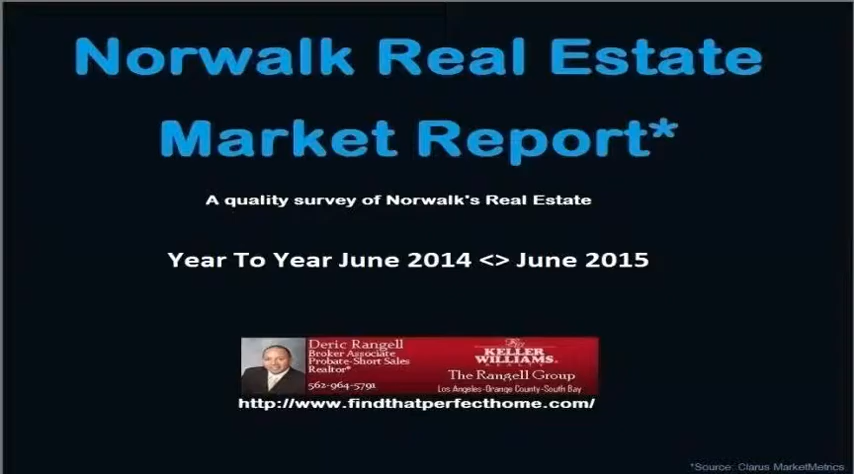 Norwalk Real Estate
Market Report*
A quality survey of Norwalk's Real Estate
Year To Year June 2014 <> June 2015
Deric Rangell
Broker Associate
Probate-Short Sales
Realtor®
562-964-5791
KELLER
WILLIAMS.
The Rangell Group
Los Angeles-Orange County-South Bay
http://www.findthatperfecthome.com/
*Source: Clarus MarketMetrics